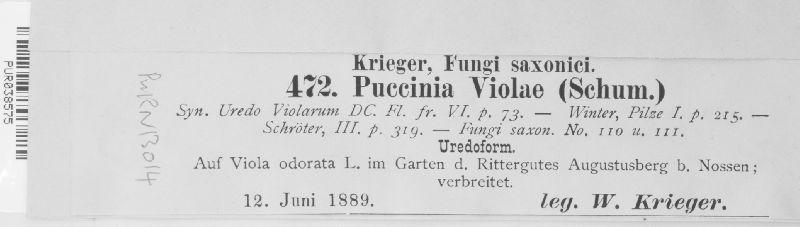 Krieger, Fungi saxonici.
472. Puccinia Violae (Schum.)
Syn. Uredo Violarum DC. Fl. fr. VI. p. 73. — Winter, Pilze I. p. 215. —
Schröter, III. p. 319. — Fungi saxon. No. 110 u. 111.
Uredoform.
Auf Viola odorata L. im Garten d. Rittergutes Augustusberg b. Nossen;
verbreitet.
12. Juni 1889. leg. W. Krieger.
PUR038575